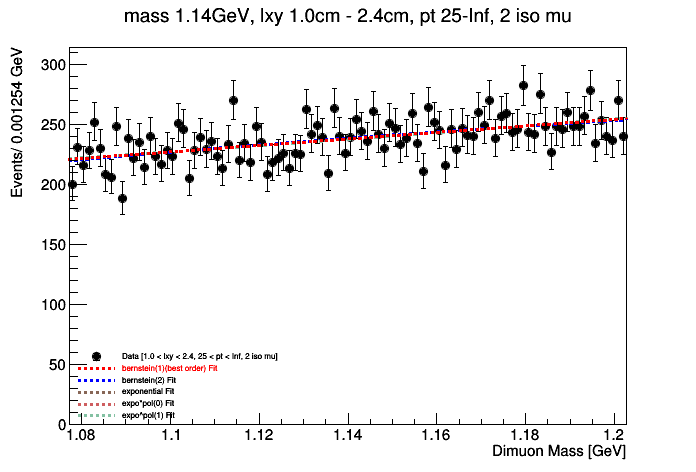 mass 1.14GeV, lxy 1.0cm - 2.4cm, pt 25-Inf, 2 iso mu
Events/ 0.001254 GeV
300
250
200
150
100
50
0
Data [1.0 < lxy < 2.4, 25 < pt < Inf, 2 iso mu]
bernstein(1)(best order) Fit
bernstein(2) Fit
exponential Fit
expo*pol(0) Fit
expo*pol(1) Fit
1.08 1.1 1.12 1.14 1.16 1.18 1.2
Dimuon Mass [GeV]